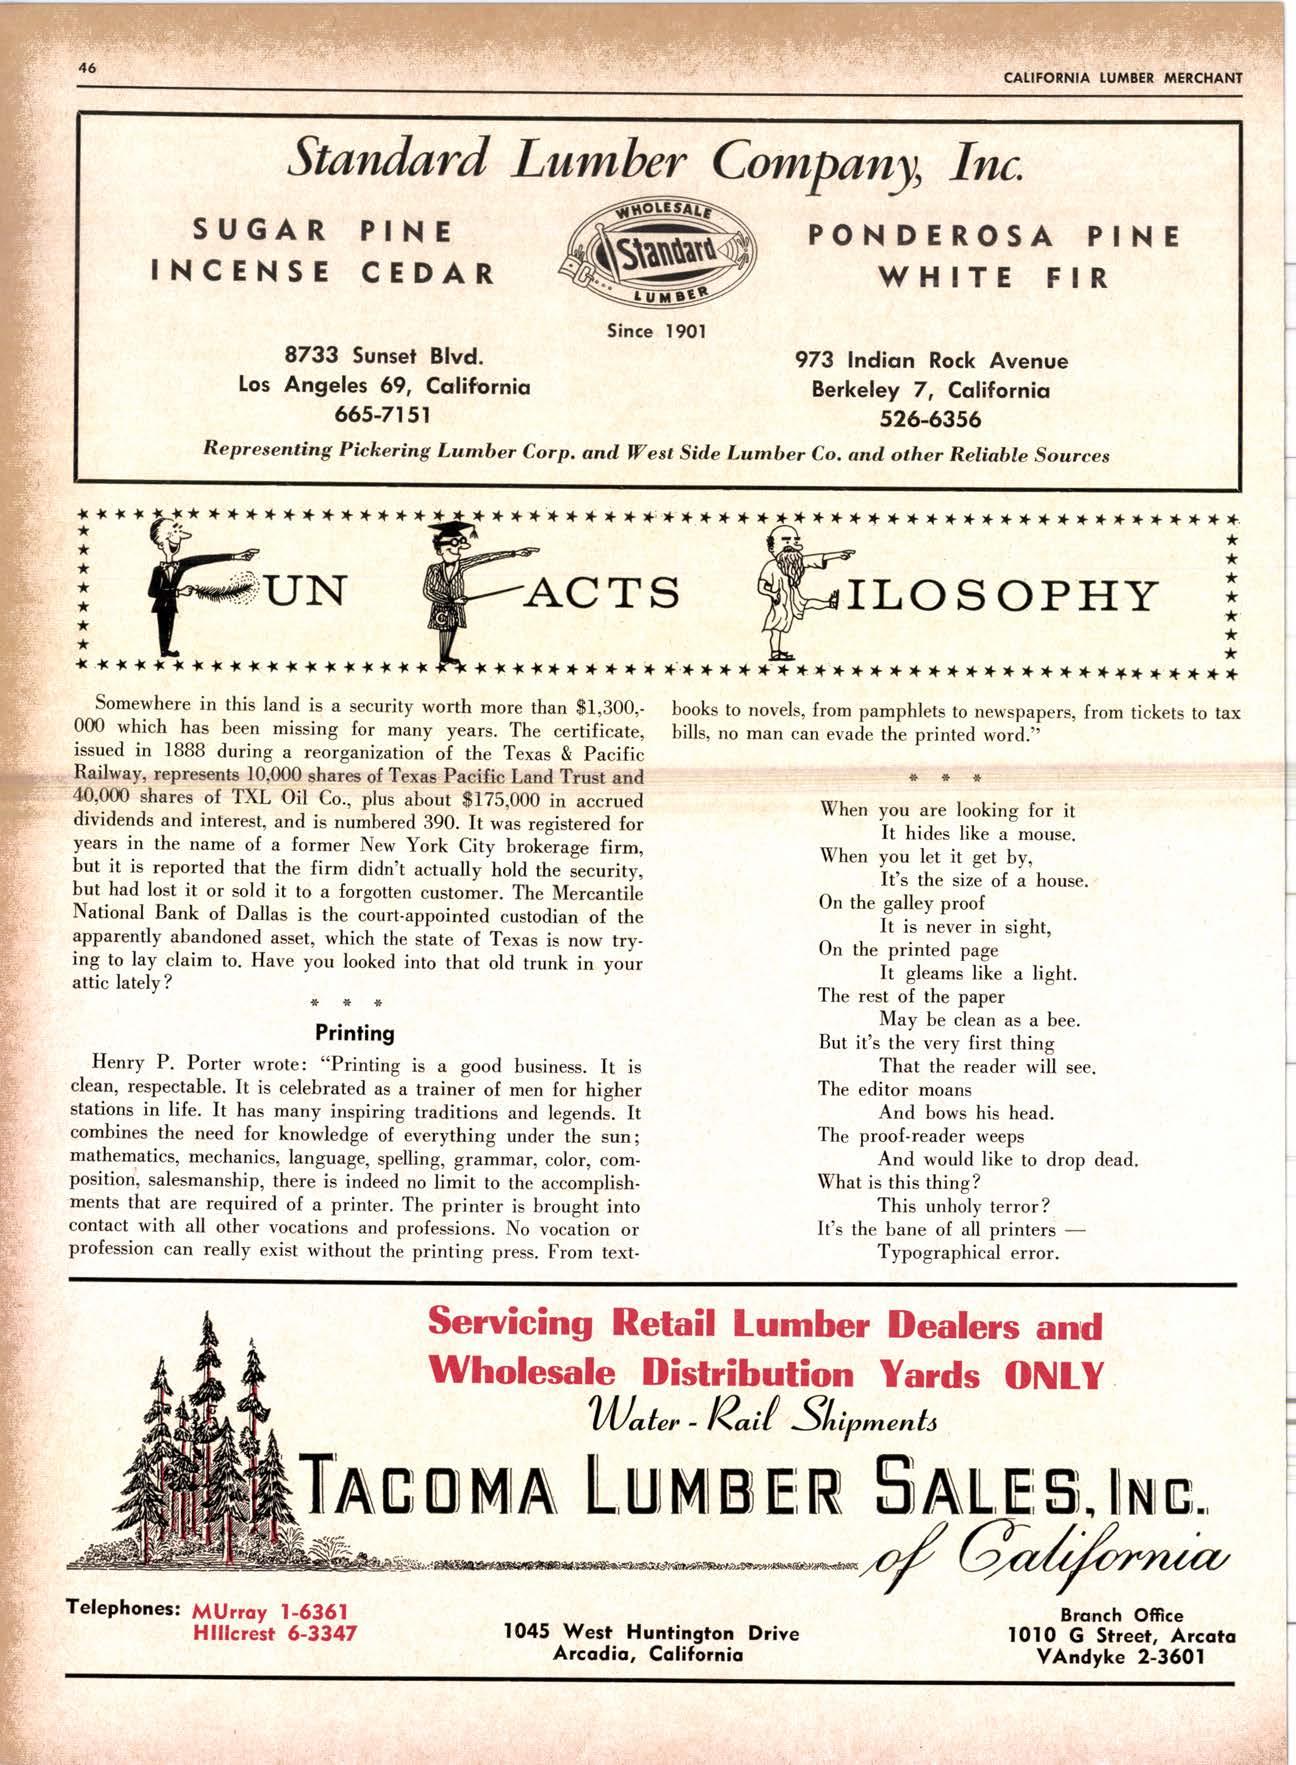 46
CALIFORNIA LUMBER MERCHANT
Standard Lumber Company, Inc.
SUGAR PINE
INCENSE CEDAR
WHOLESALE
Standard
LUMBER
Since 1901
PONDEROSA PINE
WHITE FIR
8733 Sunset Blvd.
Los Angeles 69, California
665-7151
973 Indian Rock Avenue
Berkeley 7, California
526-6356
Representing Pickering Lumber Corp. and West Side Lumber Co. and other Reliable Sources
FUN FACTS FILOSOPHY
Somewhere in this land is a security worth more than $1,300,-
000 which has been missing for many years. The certificate,
issued in 1888 during a reorganization of the Texas & Pacific
Railway, represents 10,000 shares of Texas Pacific Land Trust and
40,000 shares of TXL Oil Co., plus about $175,000 in accrued
dividends and interest, and is numbered 390. It was registered for
years in the name of a former New York City brokerage firm,
but it is reported that the firm didn't actually hold the security,
but had lost it or sold it to a forgotten customer. The Mercantile
National Bank of Dallas is the court-appointed custodian of the
apparently abandoned asset, which the state of Texas is now try-
ing to lay claim to. Have you looked into that old trunk in your
attic lately?
* * *
Printing
Henry P. Porter wrote: “Printing is a good business. It is
clean, respectable. It is celebrated as a trainer of men for higher
stations in life. It has many inspiring traditions and legends. It
combines the need for knowledge of everything under the sun;
mathematics, mechanics, language, spelling, grammar, color, com-
position, salesmanship, there is indeed no limit to the accomplish-
ments that are required of a printer. The printer is brought into
contact with all other vocations and professions. No vocation or
profession can really exist without the printing press. From text-
books to novels, from pamphlets to newspapers, from tickets to tax
bills, no man can evade the printed word.”
* * *
When you are looking for it
It hides like a mouse.
When you let it get by,
It's the size of a house.
On the galley proof
It is never in sight,
On the printed page
It gleams like a light.
The rest of the paper
May be clean as a bee.
But it's the very first thing
That the reader will see.
The editor moans
And bows his head.
The proof-reader weeps
And would like to drop dead.
What is this thing?
This unholy terror?
It's the bane of all printers —
Typographical error.
Servicing Retail Lumber Dealers and
Wholesale Distribution Yards ONLY
Water - Rail Shipments
TACOMA LUMBER SALES, INC.
of California
Telephones: MUrray 1-6361
HIllcrest 6-3347
1045 West Huntington Drive
Arcadia, California
Branch Office
1010 G Street, Arcata
VAndyke 2-3601